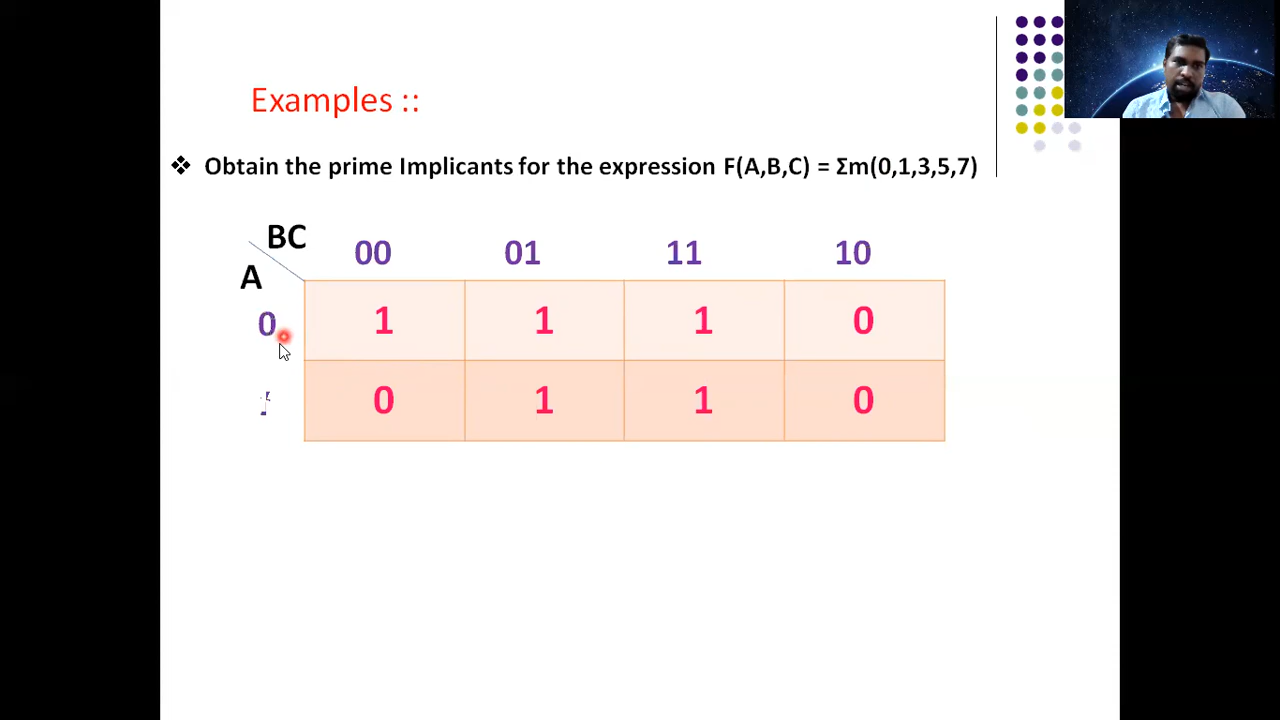 Examples ::
❖ Obtain the prime Implicants for the expression F(A,B,C) = Σm(0,1,3,5,7)
BC
00 01 11 10
A
0 1 1 1 0
0 1 1 0